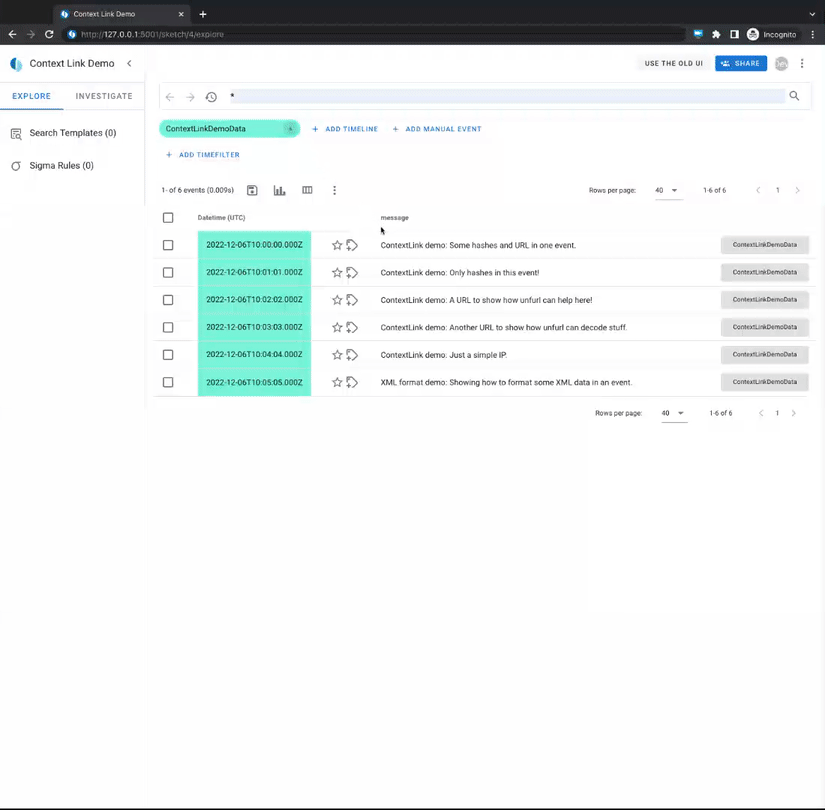 Context Link Demo
http://127.0.0.1:5001/sketch/4/explore
Incognito
Context Link Demo
USE THE OLD UI
SHARE
EXPLORE
INVESTIGATE
*
Search Templates (0)
Sigma Rules (0)
ContextLinkDemoData
+ ADD TIMELINE
+ ADD MANUAL EVENT
+ ADD TIMEFILTER
1- of 6 events (0.009s)
Rows per page: 40 1-6 of 6 1
Datetime (UTC) message
2022-12-06T10:00:00.000Z ContextLink demo: Some hashes and URL in one event. ContextLinkDemoData
2022-12-06T10:01:01.000Z ContextLink demo: Only hashes in this event! ContextLinkDemoData
2022-12-06T10:02:02.000Z ContextLink demo: A URL to show how unfurl can help here! ContextLinkDemoData
2022-12-06T10:03:03.000Z ContextLink demo: Another URL to show how unfurl can decode stuff. ContextLinkDemoData
2022-12-06T10:04:04.000Z ContextLink demo: Just a simple IP. ContextLinkDemoData
2022-12-06T10:05:05.000Z XML format demo: Showing how to format some XML data in an event. ContextLinkDemoData
Rows per page: 40 1-6 of 6 1